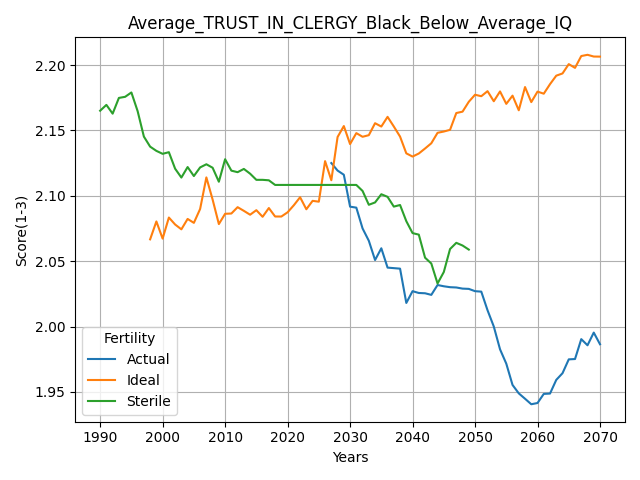 Average_TRUST_IN_CLERGY_Black_Below_Average_IQ
Score(1-3)
2.20
2.15
2.10
2.05
2.00
1.95
Fertility
Actual
Ideal
Sterile
1990 2000 2010 2020 2030 2040 2050 2060 2070
Years